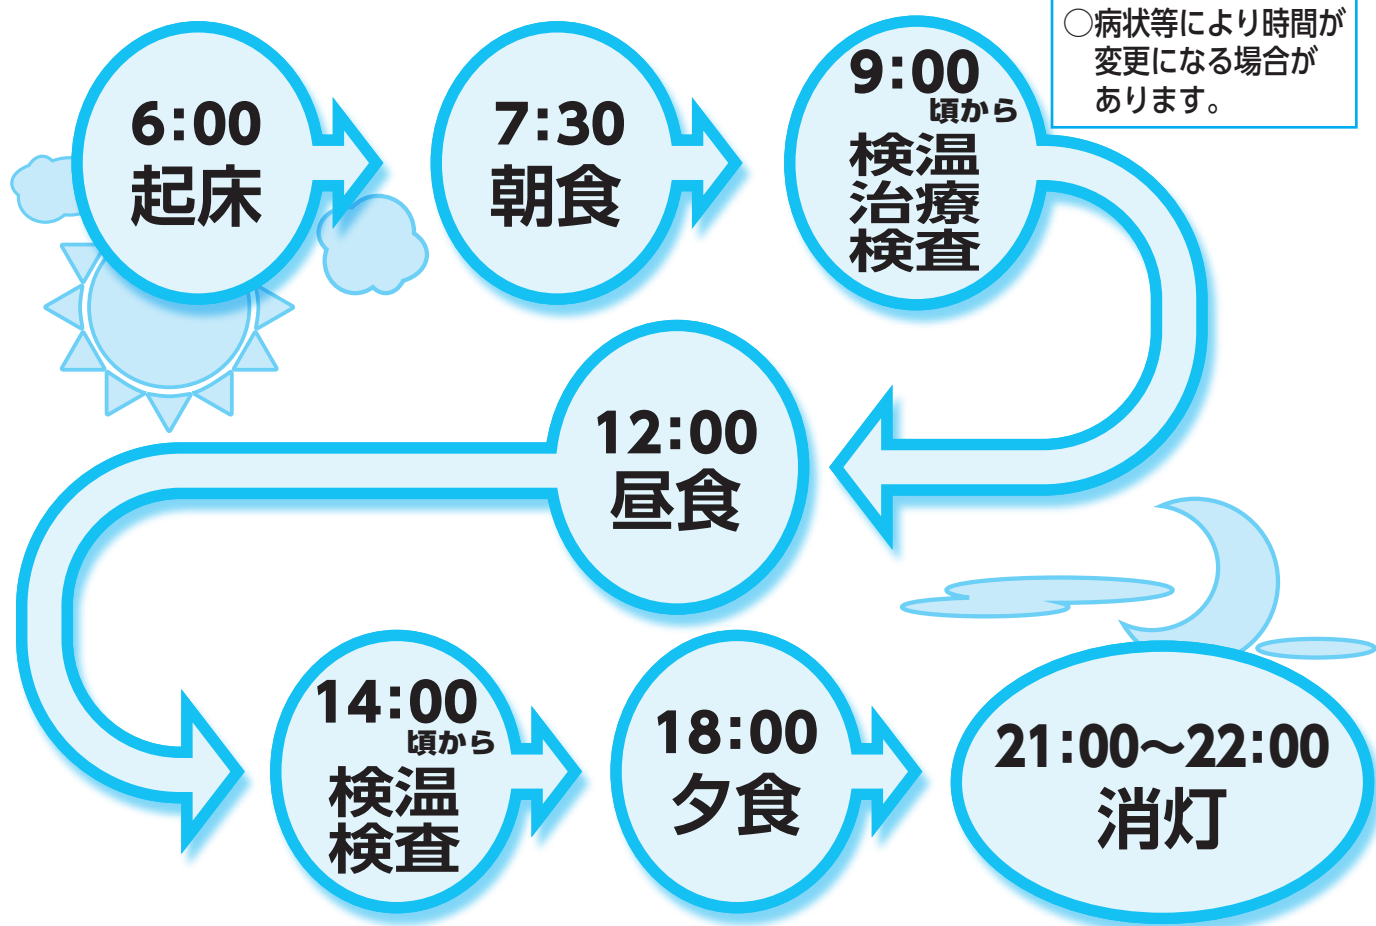 ○病状等により時間が
変更になる場合が
あります。
6:00
起床
7:30
朝食
9:00
頃から
検温
治療
検査
12:00
昼食
14:00
頃から
検温
検査
18:00
夕食
21:00〜22:00
消灯